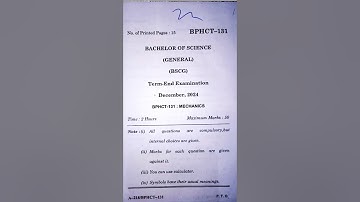 No. of Printed Pages : 15 BPHCT-131
BACHELOR OF SCIENCE
(GENERAL)
(BSCG)
Term-End Examination
December, 2024
BPHCT-131 : MECHANICS
Time : 2 Hours Maximum Marks : 50
Note : (i) All questions are compulsory, but
internal choices are given.
(ii) Marks for each question are given
against it.
(iii) You can use calculator.
(iv) Symbols have their usual meanings.
BPHCT-131 P. T. O.